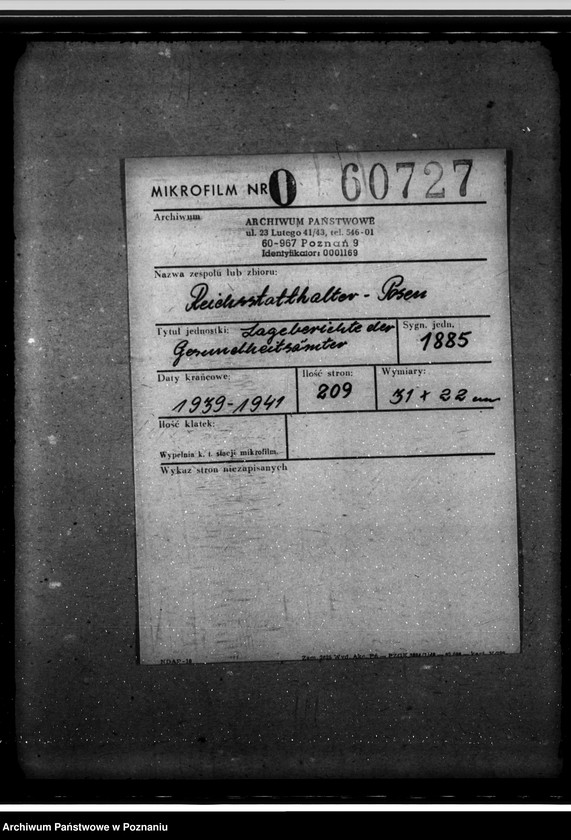 MIKROFILM NR 0 60727
Archiwum
ARCHIWUM PAŃSTWOWE
ul. 23 Lutego 41/43, tel. 546-01
60-967 Poznań 9
Identyfikator: 0001169
Nazwa zespołu lub zbioru:
Reichsstatthalter - Posen
Tytuł jednostki: Lageberichte der
Gesundheitsämter
Sygn. jedn.
1885
Daty krańcowe:
1939-1941
Ilość stron:
209
Wymiary:
31 x 22 cm
Ilość klatek:
Wypełnia k. t. stacji mikrofilm.
Wykaz stron niezapisanych
Archiwum Państwowe w Poznaniu